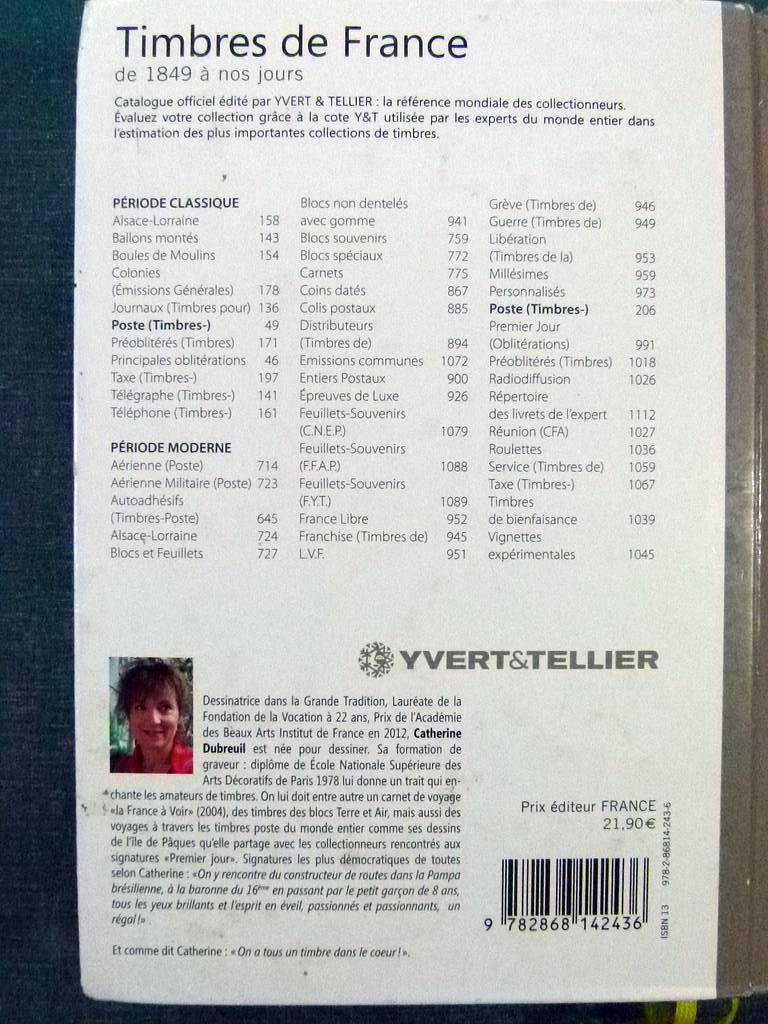 Timbres de France
de 1849 à nos jours
Catalogue officiel édité par YVERT & TELLIER : la référence mondiale des collectionneurs.
Évaluez votre collection grâce à la cote Y&T utilisée par les experts du monde entier dans
l'estimation des plus importantes collections de timbres.
PÉRIODE CLASSIQUE
Alsace-Lorraine 158
Ballons montés 143
Boules de Moulins 154
Colonies
(Émissions Générales) 178
Journaux (Timbres pour) 136
Poste (Timbres-) 49
Préoblitérés (Timbres) 171
Principales oblitérations 46
Taxe (Timbres-) 197
Télégraphe (Timbres-) 141
Téléphone (Timbres-) 161
PÉRIODE MODERNE
Aérienne (Poste) 714
Aérienne Militaire (Poste) 723
Autoadhésifs
(Timbres-Poste) 645
Alsace-Lorraine 724
Blocs et Feuillets 727
Blocs non dentelés
avec gomme 941
Blocs souvenirs 759
Blocs spéciaux 772
Carnets 775
Coins datés 867
Colis postaux 885
Distributeurs
(Timbres de) 894
Emissions communes 1072
Entiers Postaux 900
Épreuves de Luxe 926
Feuillets-Souvenirs
(C.N.E.P.) 1079
Feuillets-Souvenirs
(F.F.A.P.) 1088
Feuillets-Souvenirs
(F.Y.T.) 1089
France Libre 952
Franchise (Timbres de) 945
L.V.F. 951
Grève (Timbres de) 946
Guerre (Timbres de) 949
Libération
(Timbres de la) 953
Millésimes 959
Personnalisés 973
Poste (Timbres-) 206
Premier Jour
(Oblitérations) 991
Préoblitérés (Timbres) 1018
Radiodiffusion 1026
Répertoire
des livrets de l'expert 1112
Réunion (CFA) 1027
Roulettes 1036
Service (Timbres de) 1059
Taxe (Timbres-) 1067
Timbres
de bienfaisance 1039
Vignettes
expérimentales 1045
YVERT&TELLIER
Dessinatrice dans la Grande Tradition, Lauréate de la
Fondation de la Vocation à 22 ans, Prix de l'Académie
des Beaux Arts Institut de France en 2012, Catherine
Dubreuil est née pour dessiner. Sa formation de
graveur : diplôme de École Nationale Supérieure des
Arts Décoratifs de Paris 1978 lui donne un trait qui en-
chante les amateurs de timbres. On lui doit entre autre un carnet de voyage
«la France à Voir» (2004), des timbres des blocs Terre et Air, mais aussi des
voyages à travers les timbres poste du monde entier comme ses dessins
de l'île de Pâques qu'elle partage avec les collectionneurs rencontrés aux
signatures «Premier jour». Signatures les plus démocratiques de toutes
selon Catherine : «On y rencontre du constructeur de routes dans la Pampa
brésilienne, à la baronne du 16ème en passant par le petit garçon de 8 ans,
tous les yeux brillants et l'esprit en éveil, passionnés et passionnants, un
régal!» .
Et comme dit Catherine : «On a tous un timbre dans le coeur!».
Prix éditeur FRANCE
21,90€
9 782868 142436
ISBN 13 978-2-86814-243-6